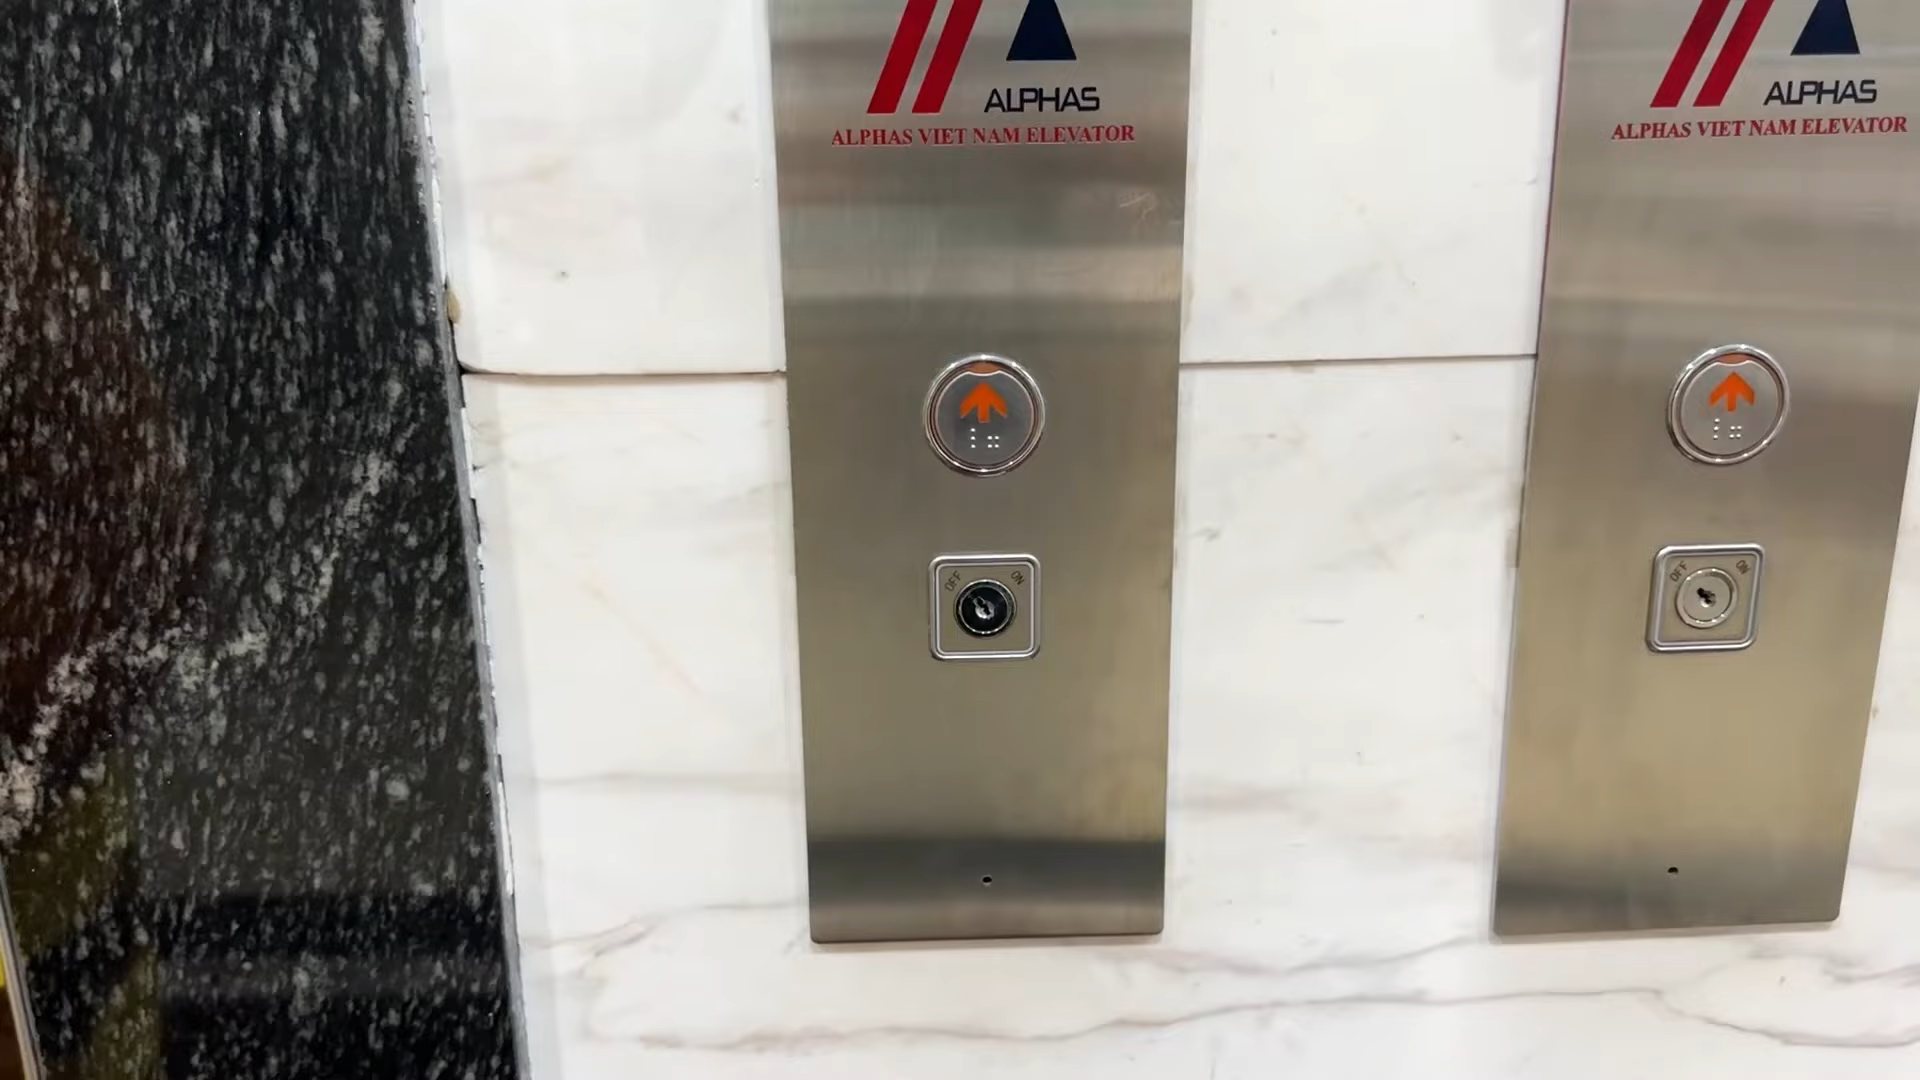 ALPHAS
ALPHAS VIET NAM ELEVATOR
OFF ON
ALPHAS
ALPHAS VIET NAM ELEVATOR
OFF ON